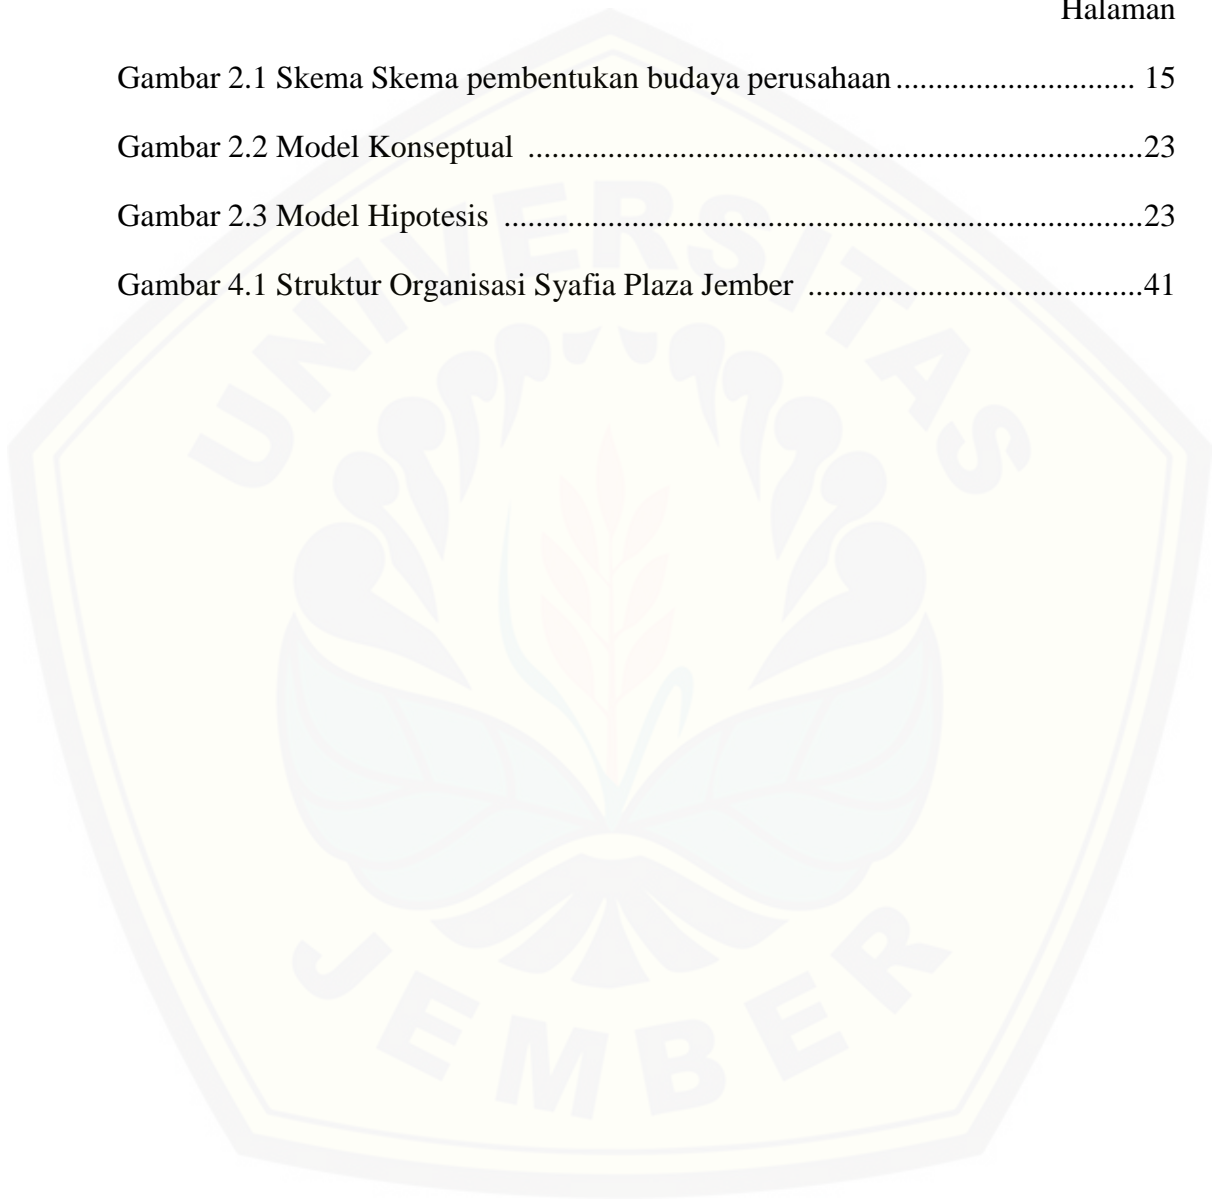 Halaman
Gambar 2.1 Skema Skema pembentukan budaya perusahaan .............................. 15
Gambar 2.2 Model Konseptual .............................................................................23
Gambar 2.3 Model Hipotesis ................................................................................23
Gambar 4.1 Struktur Organisasi Syafia Plaza Jember ..........................................41
UNIVERSITAS
JEMBER